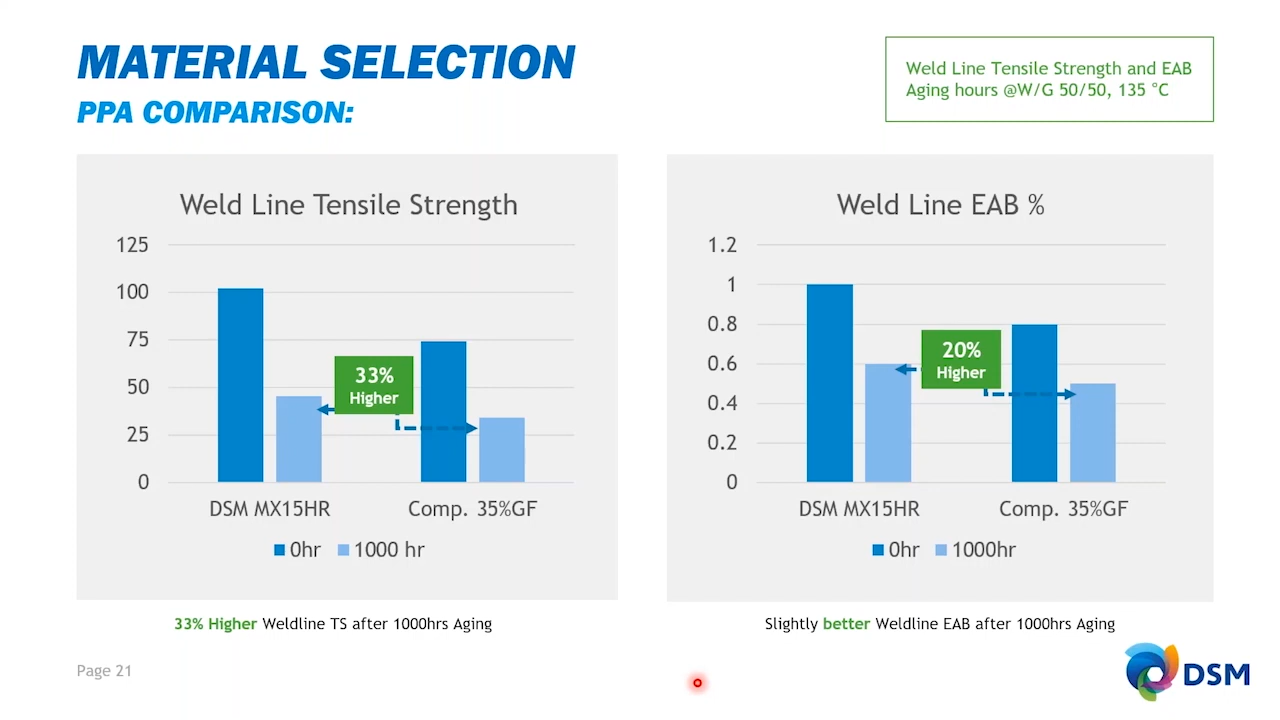 MATERIAL SELECTION
PPA COMPARISON:
Weld Line Tensile Strength and EAB
Aging hours @W/G 50/50, 135 °C
Weld Line Tensile Strength
125
100
75
50
25
0
33%
Higher
DSM MX15HR
Comp. 35%GF
0hr
1000 hr
33% Higher Weldline TS after 1000hrs Aging
Weld Line EAB %
1.2
1
0.8
0.6
0.4
0.2
0
20%
Higher
DSM MX15HR
Comp. 35%GF
0hr
1000hr
Slightly better Weldline EAB after 1000hrs Aging
Page 21
DSM